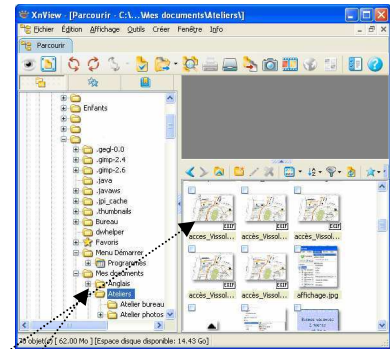 XnView - [Parcourir - C:\...\Mes documents\Ateliers\]
Fichier Edition Affichage Outils Créer Fenêtre Info
Parcourir
Enfants
.gegl-0.0
.gimp-2.4
.gimp-2.6
.java
.javaws
.jpi_cache
.thumbnails
Bureau
dwhelper
Favoris
Menu Démarrer
Programmes
Mes documents
Anglais
Ateliers
Atelier bureau
Atelier photos
EXIF EXIF EXIF
accès_Vissol... accès_Vissol... accès_Vissol...
EXIF EXIF
accès_Vissol... accès_Vissol... affichage.jpg
objet(s) [ 62.00 Mo ] [Espace disque disponible: 14.43 Go]